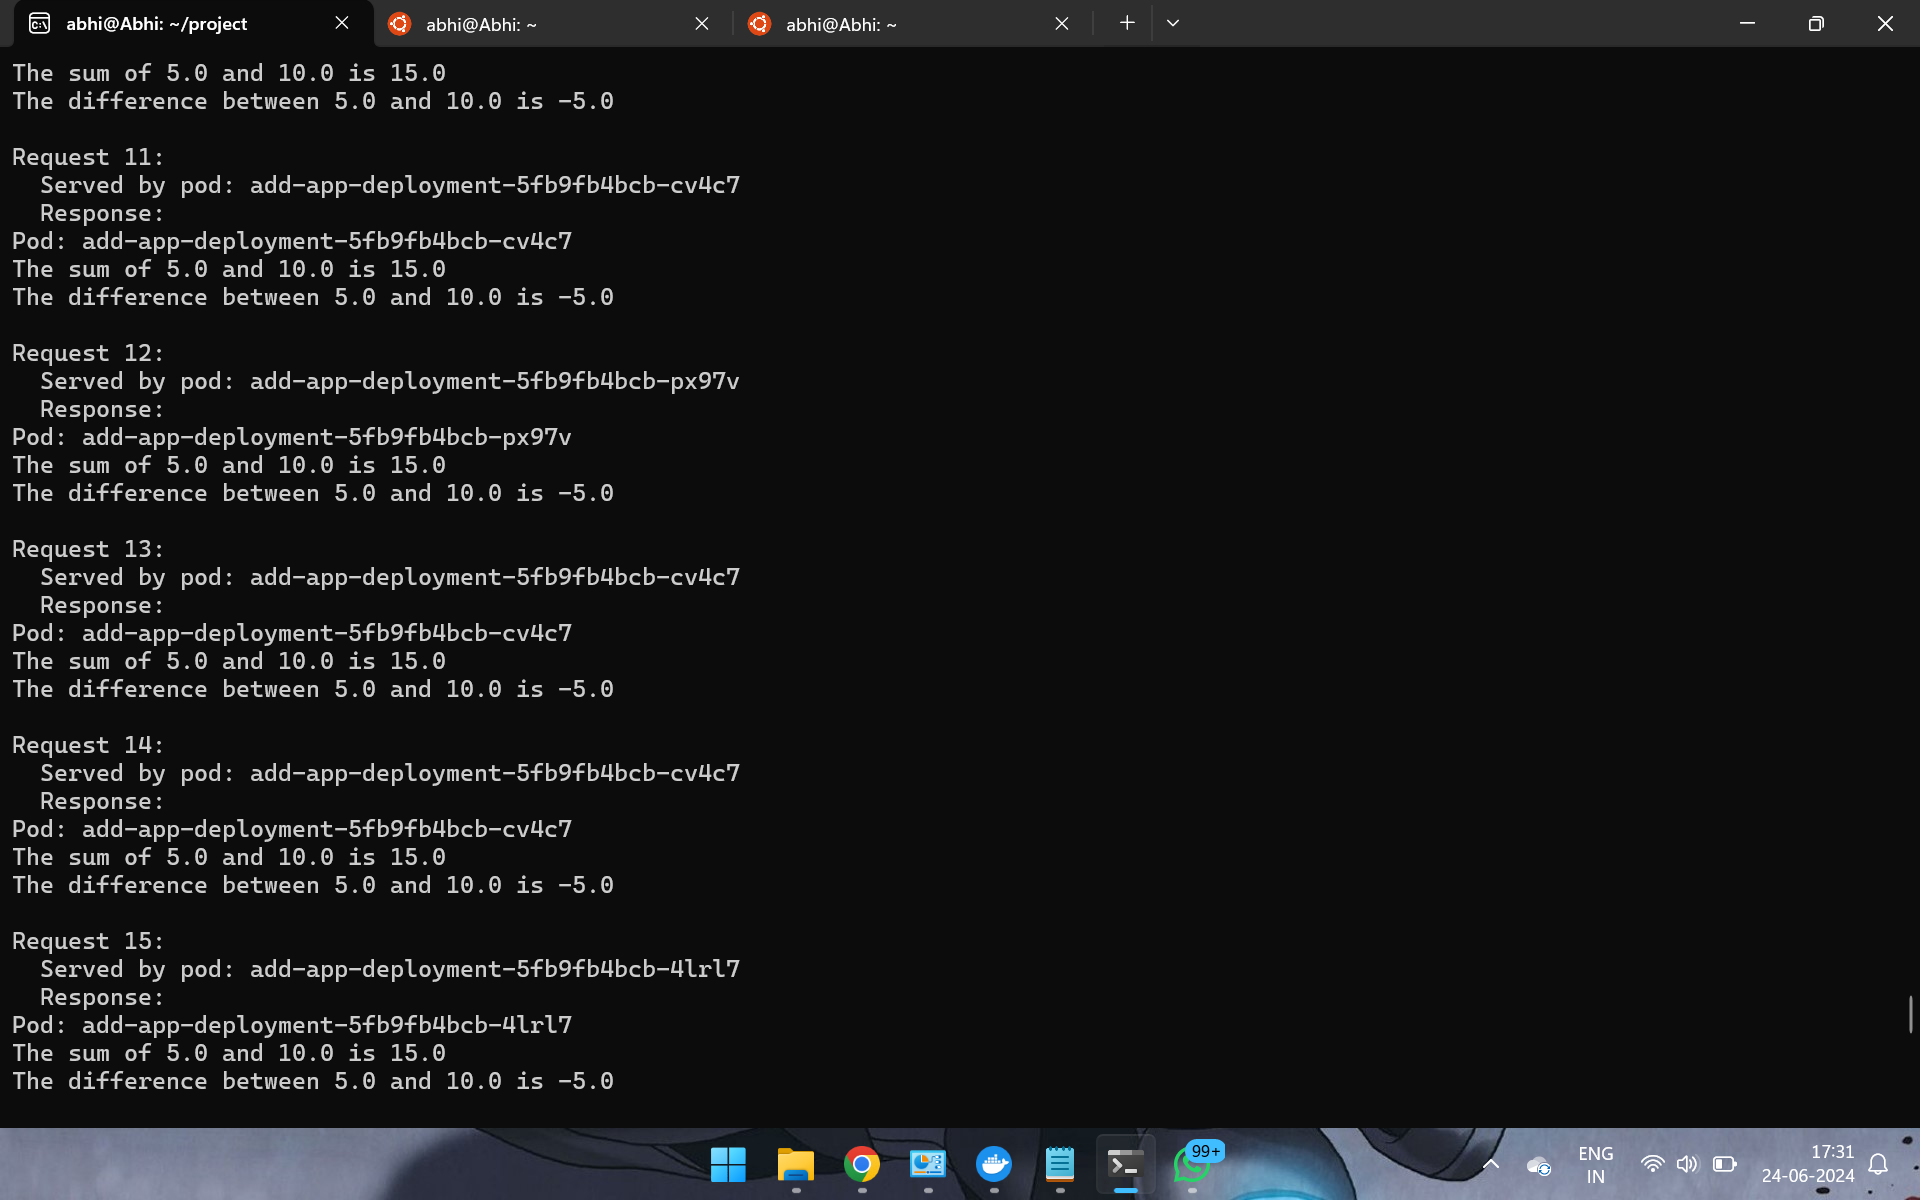 abhi@Abhi: ~/project
abhi@Abhi: ~
abhi@Abhi: ~
The sum of 5.0 and 10.0 is 15.0
The difference between 5.0 and 10.0 is -5.0
Request 11:
Served by pod: add-app-deployment-5fb9fb4bcb-cv4c7
Response:
Pod: add-app-deployment-5fb9fb4bcb-cv4c7
The sum of 5.0 and 10.0 is 15.0
The difference between 5.0 and 10.0 is -5.0
Request 12:
Served by pod: add-app-deployment-5fb9fb4bcb-px97v
Response:
Pod: add-app-deployment-5fb9fb4bcb-px97v
The sum of 5.0 and 10.0 is 15.0
The difference between 5.0 and 10.0 is -5.0
Request 13:
Served by pod: add-app-deployment-5fb9fb4bcb-cv4c7
Response:
Pod: add-app-deployment-5fb9fb4bcb-cv4c7
The sum of 5.0 and 10.0 is 15.0
The difference between 5.0 and 10.0 is -5.0
Request 14:
Served by pod: add-app-deployment-5fb9fb4bcb-cv4c7
Response:
Pod: add-app-deployment-5fb9fb4bcb-cv4c7
The sum of 5.0 and 10.0 is 15.0
The difference between 5.0 and 10.0 is -5.0
Request 15:
Served by pod: add-app-deployment-5fb9fb4bcb-4lrl7
Response:
Pod: add-app-deployment-5fb9fb4bcb-4lrl7
The sum of 5.0 and 10.0 is 15.0
The difference between 5.0 and 10.0 is -5.0
99+
ENG
IN
17:31
24-06-2024